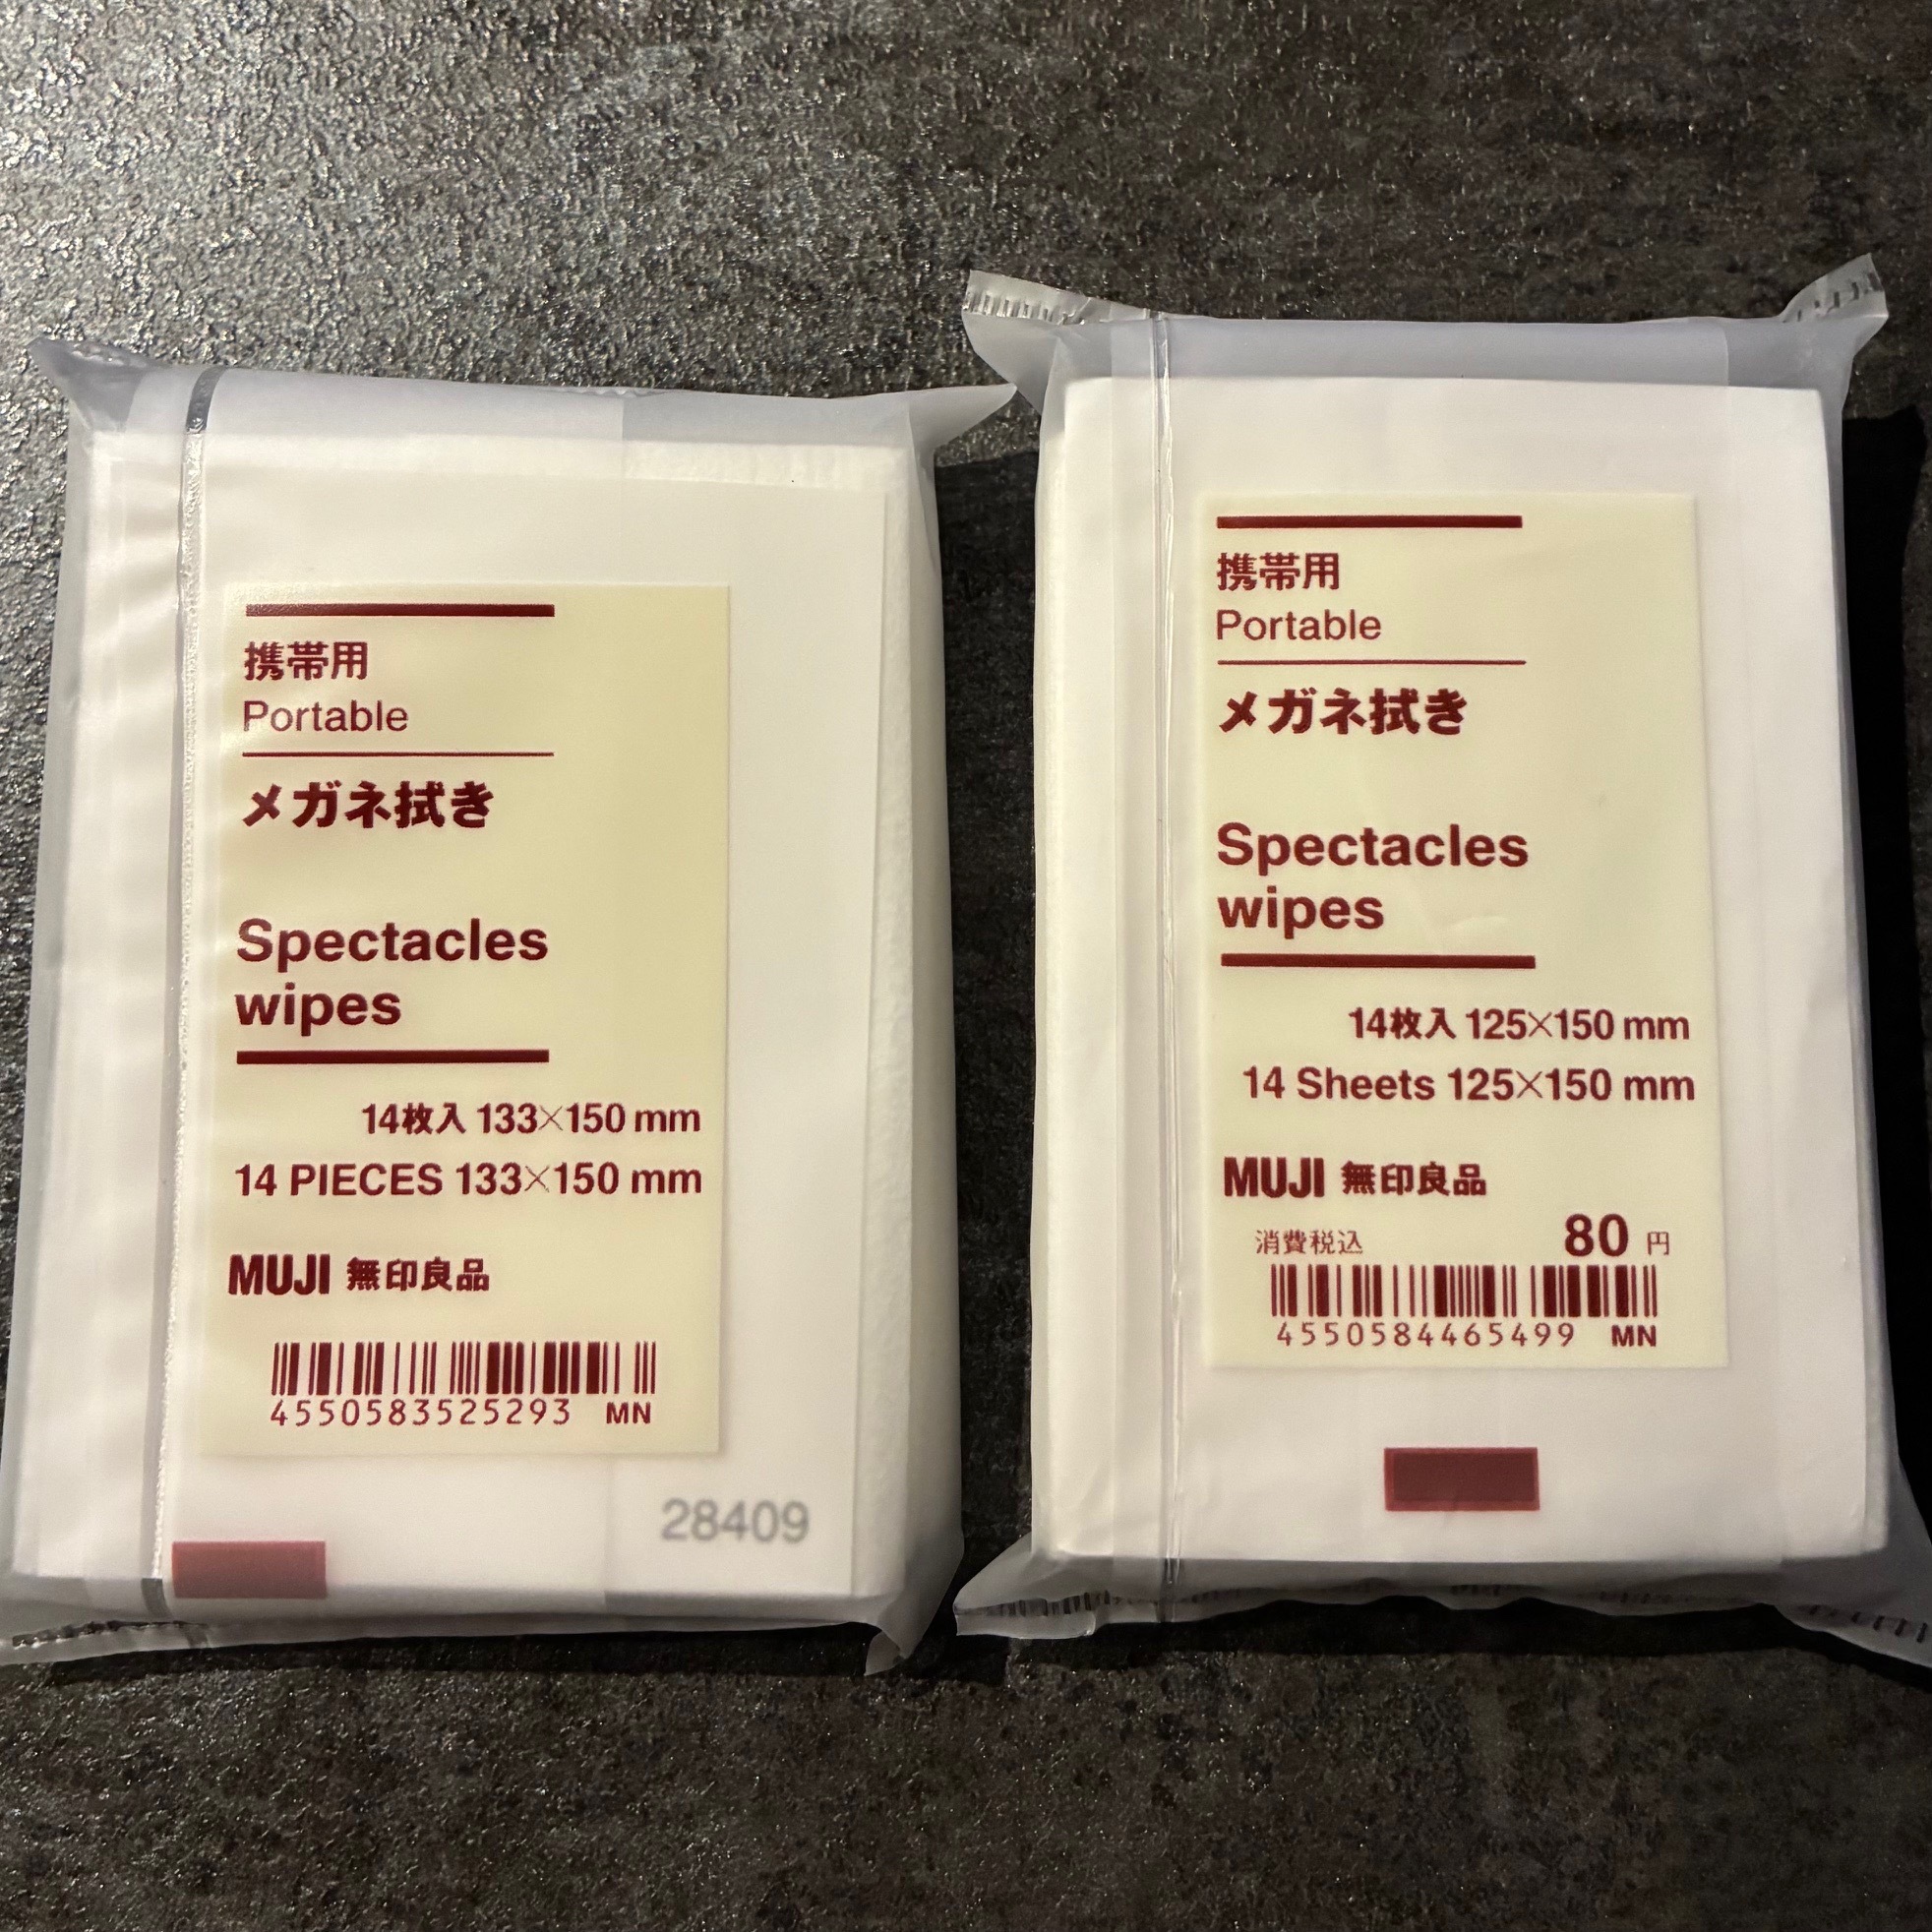 携帯用
Portable
メガネ拭き
Spectacles
wipes
14枚入 133×150 mm
14 PIECES 133×150 mm
MUJI 無印良品
4550583525293 MN
28409
携帯用
Portable
メガネ拭き
Spectacles
wipes
14枚入 125×150 mm
14 Sheets 125×150 mm
MUJI 無印良品
消費税込 80 円
4550584465499 MN